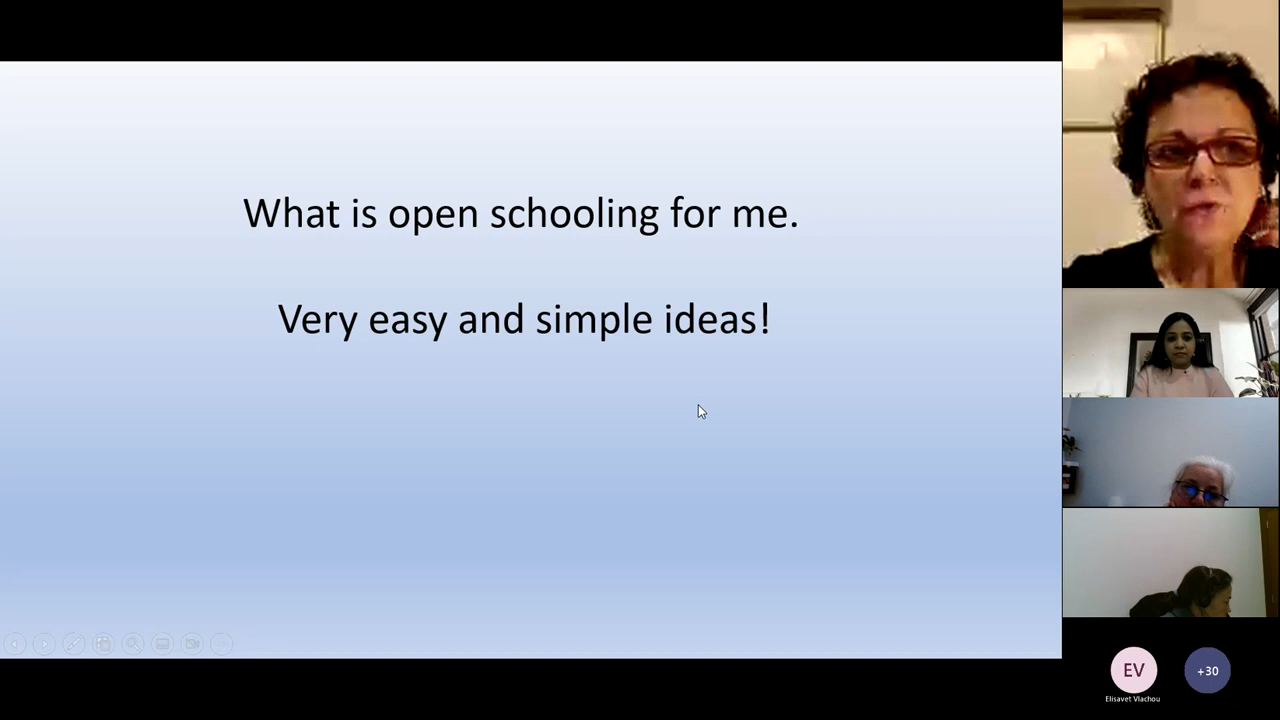 What is open schooling for me.
Very easy and simple ideas!
EV
+30
Elisavet Vlachou